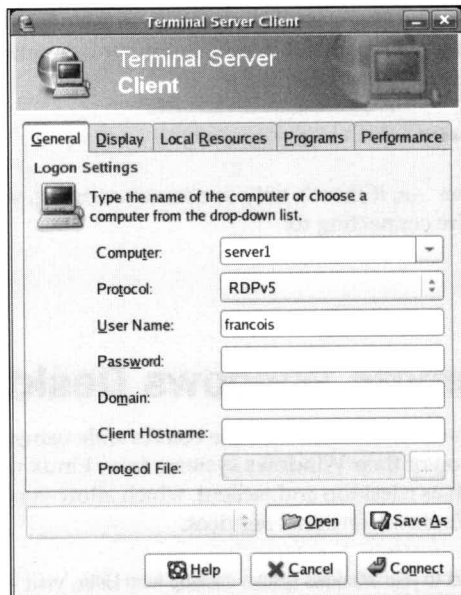 Terminal Server Client
Terminal Server
Client
General Display Local Resources Programs Performance
Logon Settings
Type the name of the computer or choose a
computer from the drop-down list.
Computer: server1
Protocol: RDPv5
User Name: francois
Password:
Domain:
Client Hostname:
Protocol File:
Open Save As
Help Cancel Connect